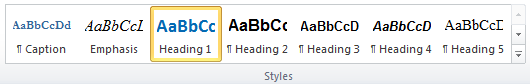 AaBbCcDd AaBbCcI AaBbCc AaBbCc AaBbCcD AaBbCcD AaBbCcD
¶ Caption Emphasis Heading 1 ¶ Heading 2 ¶ Heading 3 ¶ Heading 4 ¶ Heading 5
Styles